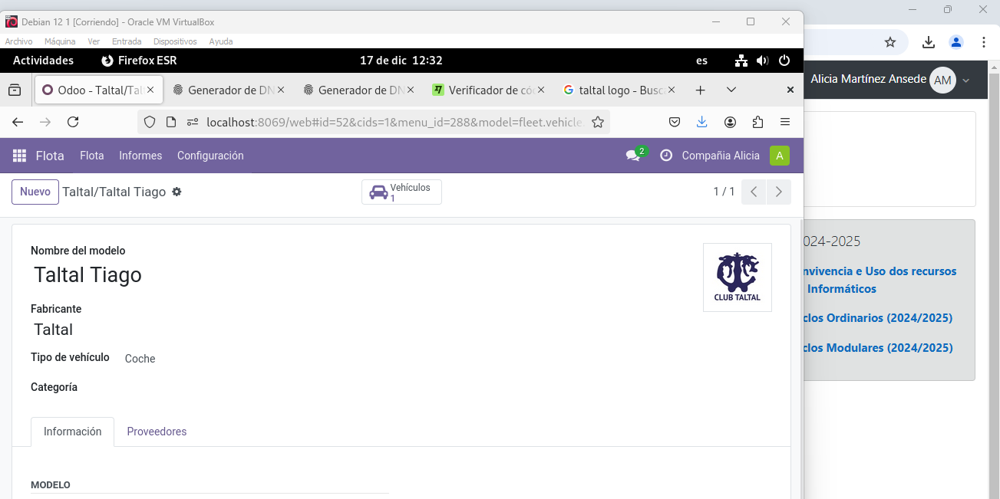 Debian 12 1 [Corriendo] - Oracle VM VirtualBox
Archivo Máquina Ver Entrada Dispositivos Ayuda
Actividades Firefox ESR 17 de dic 12:32 es
Odoo - Taltal/Tal Generador de DN Generador de DN Verificador de có taltal logo - Busc
localhost:8069/web#id=52&cids=1&menu_id=288&model=fleet.vehicle.
Alicia Martínez Ansede AM
Flota Flota Informes Configuración 2 Compañia Alicia A
Nuevo Taltal/Taltal Tiago Vehículos 1 1 / 1
Nombre del modelo
Taltal Tiago
CLUB TALTAL
Fabricante
Taltal
Tipo de vehículo Coche
Categoría
Información Proveedores
MODELO
024-2025
nvivencia e Uso dos recursos
Informáticos
clos Ordinarios (2024/2025)
clos Modulares (2024/2025)